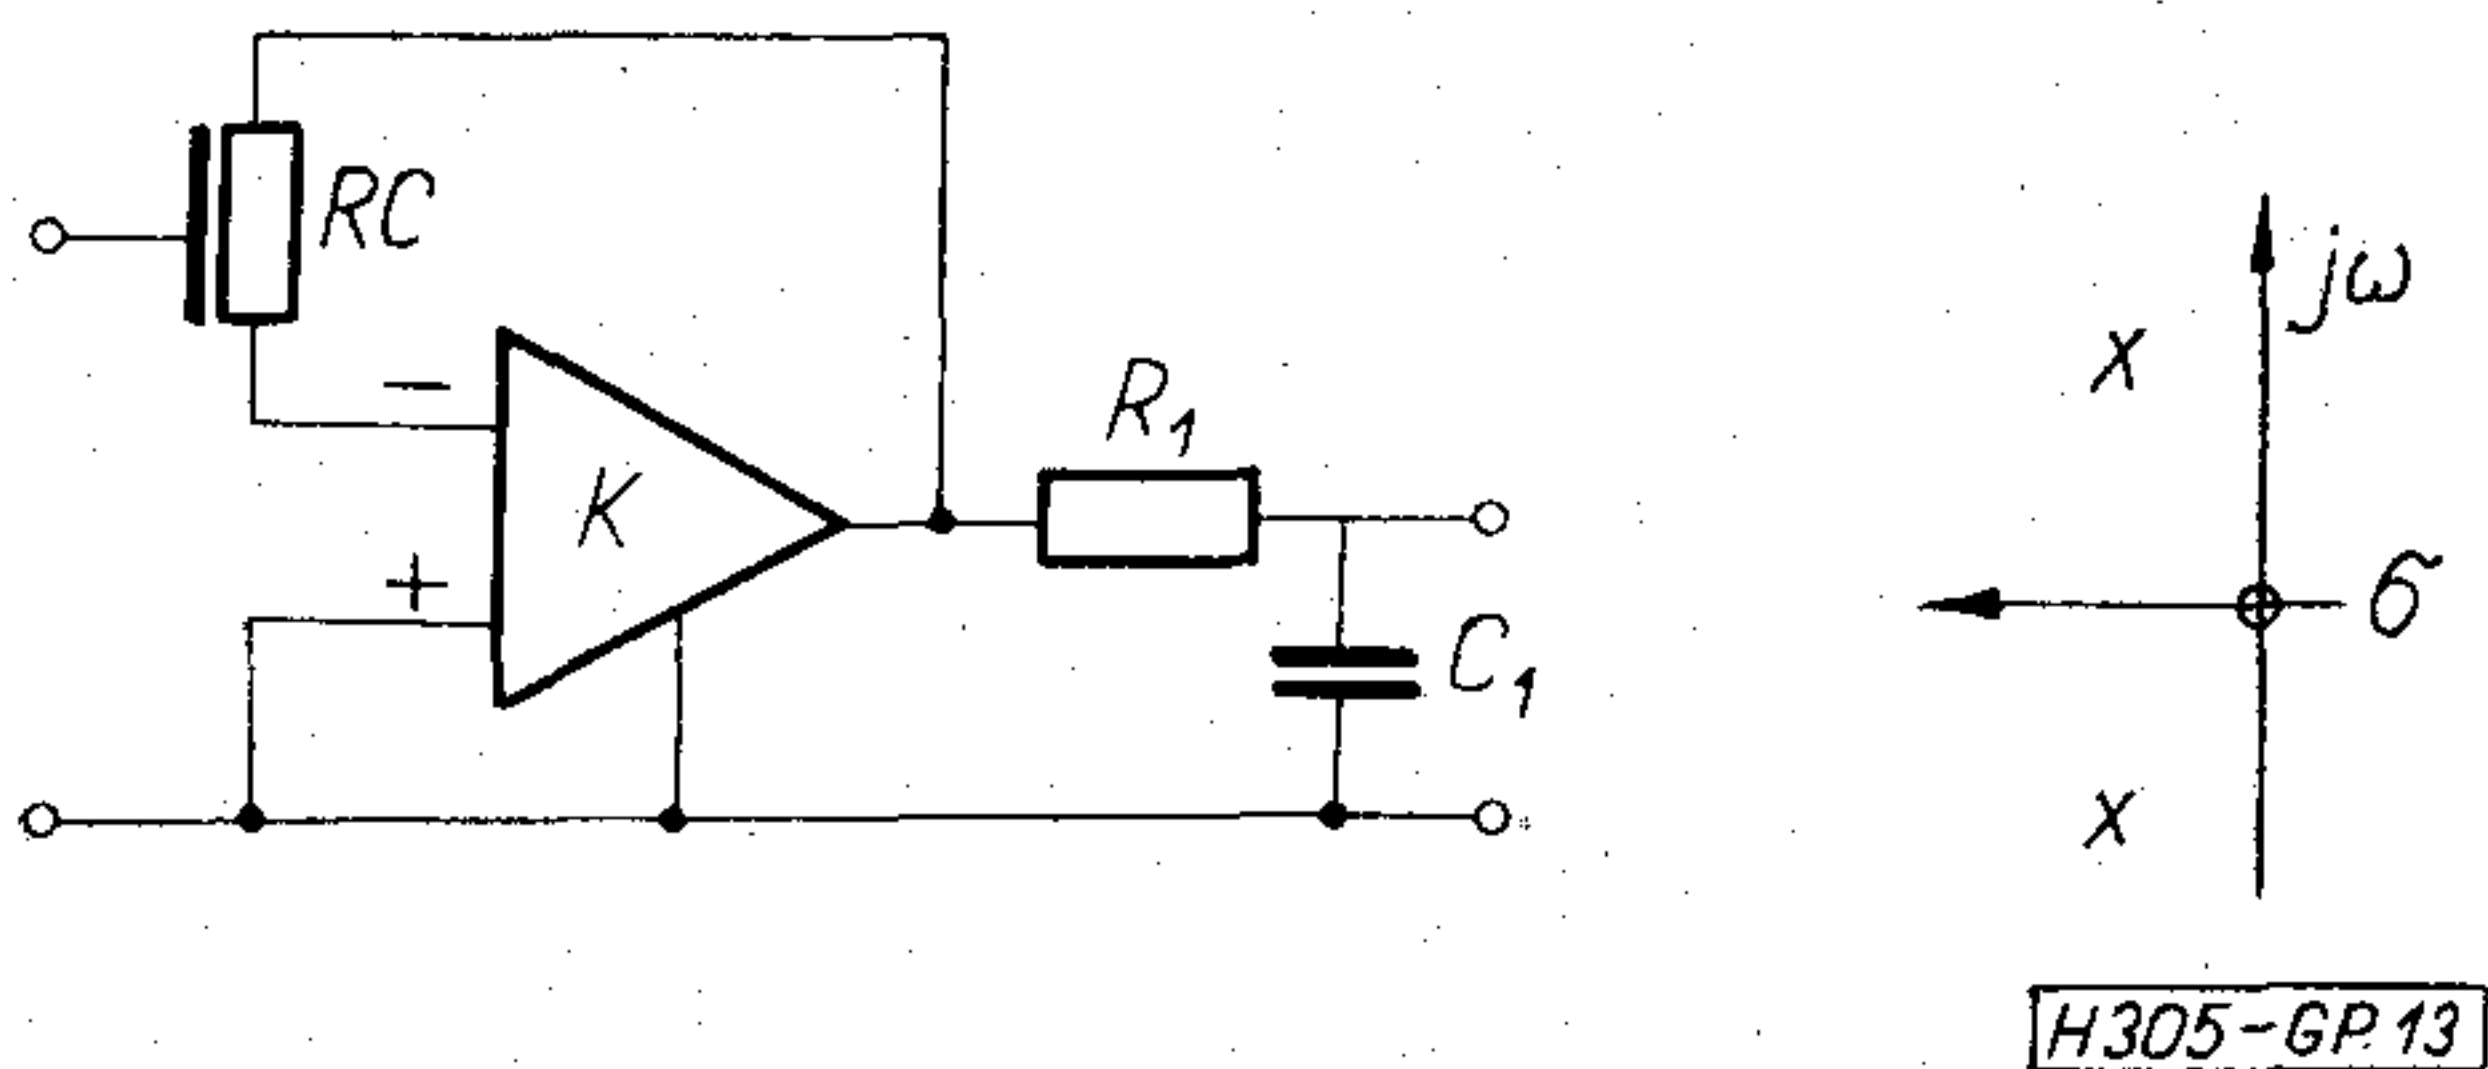 RC
−
K
+
R1
C1
jω
x
σ
x
H305-GP.13